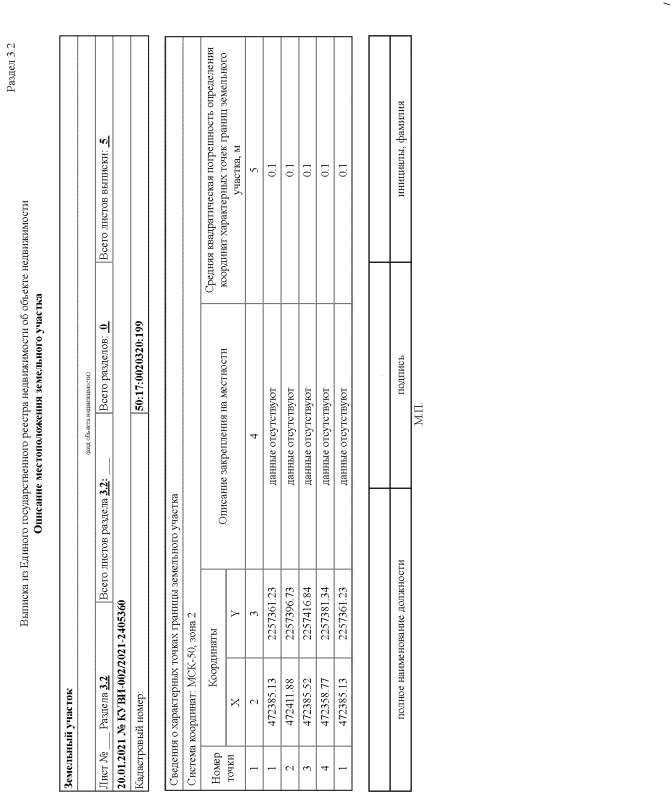 Раздел 3.2
Выписка из Единого государственного реестра недвижимости об объекте недвижимости
Описание местоположения земельного участка
Земельный участок
(вид объекта недвижимости)
Лист № ___ Раздела 3.2 Всего листов раздела 3.2: ___ Всего разделов: 0 Всего листов выписки: 5
20.01.2021 № КУВИ-002/2021-2405360
Кадастровый номер: 50:17:0020320:199
Сведения о характерных точках границы земельного участка
Система координат: МСК-50, зона 2
Номер точки Координаты Описание закрепления на местности Средняя квадратическая погрешность определения координат характерных точек границ земельного участка, м
X Y
1 2 3 4 5
1 472385.13 2257361.23 данные отсутствуют 0.1
2 472411.88 2257396.73 данные отсутствуют 0.1
3 472385.52 2257416.84 данные отсутствуют 0.1
4 472358.77 2257381.34 данные отсутствуют 0.1
1 472385.13 2257361.23 данные отсутствуют 0.1
полное наименование должности подпись инициалы, фамилия
М.П.